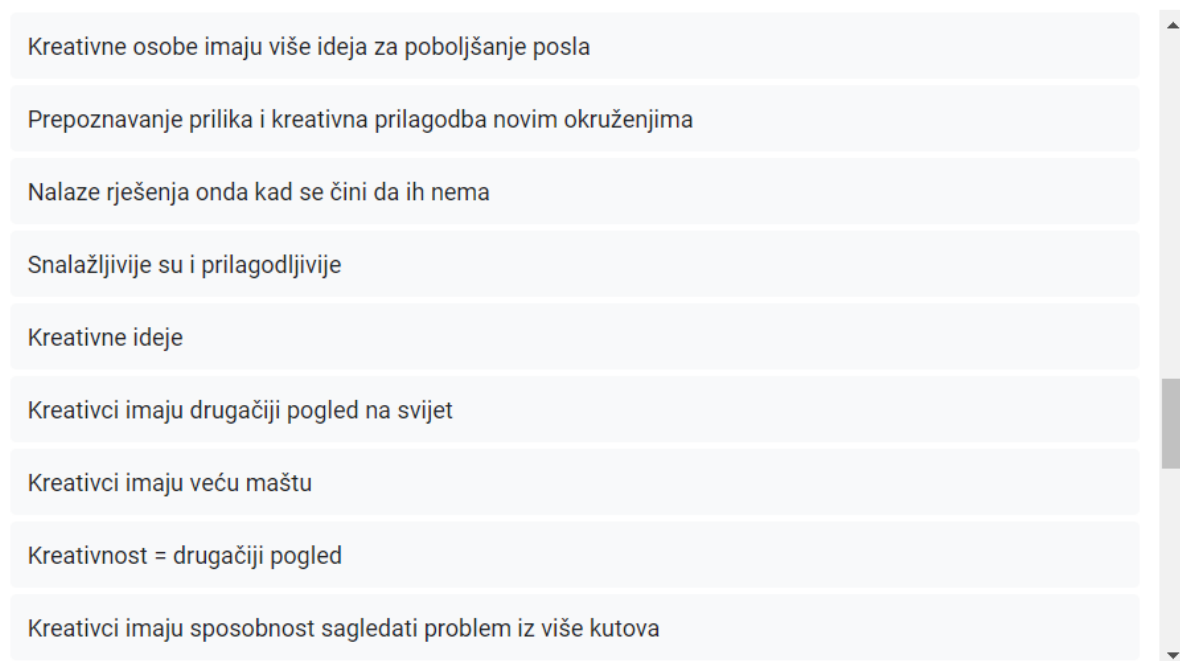 Kreativne osobe imaju više ideja za poboljšanje posla
Prepoznavanje prilika i kreativna prilagodba novim okruženjima
Nalaze rješenja onda kad se čini da ih nema
Snalažljivije su i prilagodljivije
Kreativne ideje
Kreativci imaju drugačiji pogled na svijet
Kreativci imaju veću maštu
Kreativnost = drugačiji pogled
Kreativci imaju sposobnost sagledati problem iz više kutova